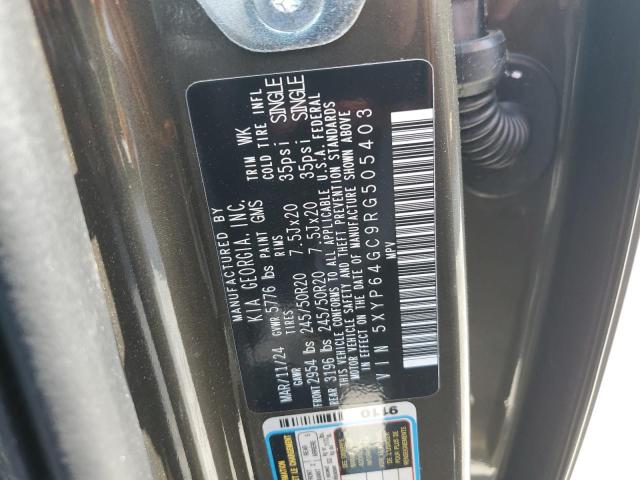 MANUFACTURED BY
KIA GEORGIA, INC.
MAR/11/24 GVWR 5776 lbs PAINT GMS TRIM WK
GAWR TIRES RIMS COLD TIRE INFL
FRONT 2954 lbs 245/50R20 7.5Jx20 35psi SINGLE
REAR 3196 lbs 245/50R20 7.5Jx20 35psi SINGLE
THIS VEHICLE CONFORMS TO ALL APPLICABLE U.S.A. FEDERAL
MOTOR VEHICLE SAFETY AND THEFT PREVENTION STANDARDS
IN EFFECT ON THE DATE OF MANUFACTURE SHOWN ABOVE
VIN 5XYP64GC9RG505403
MPV
9110